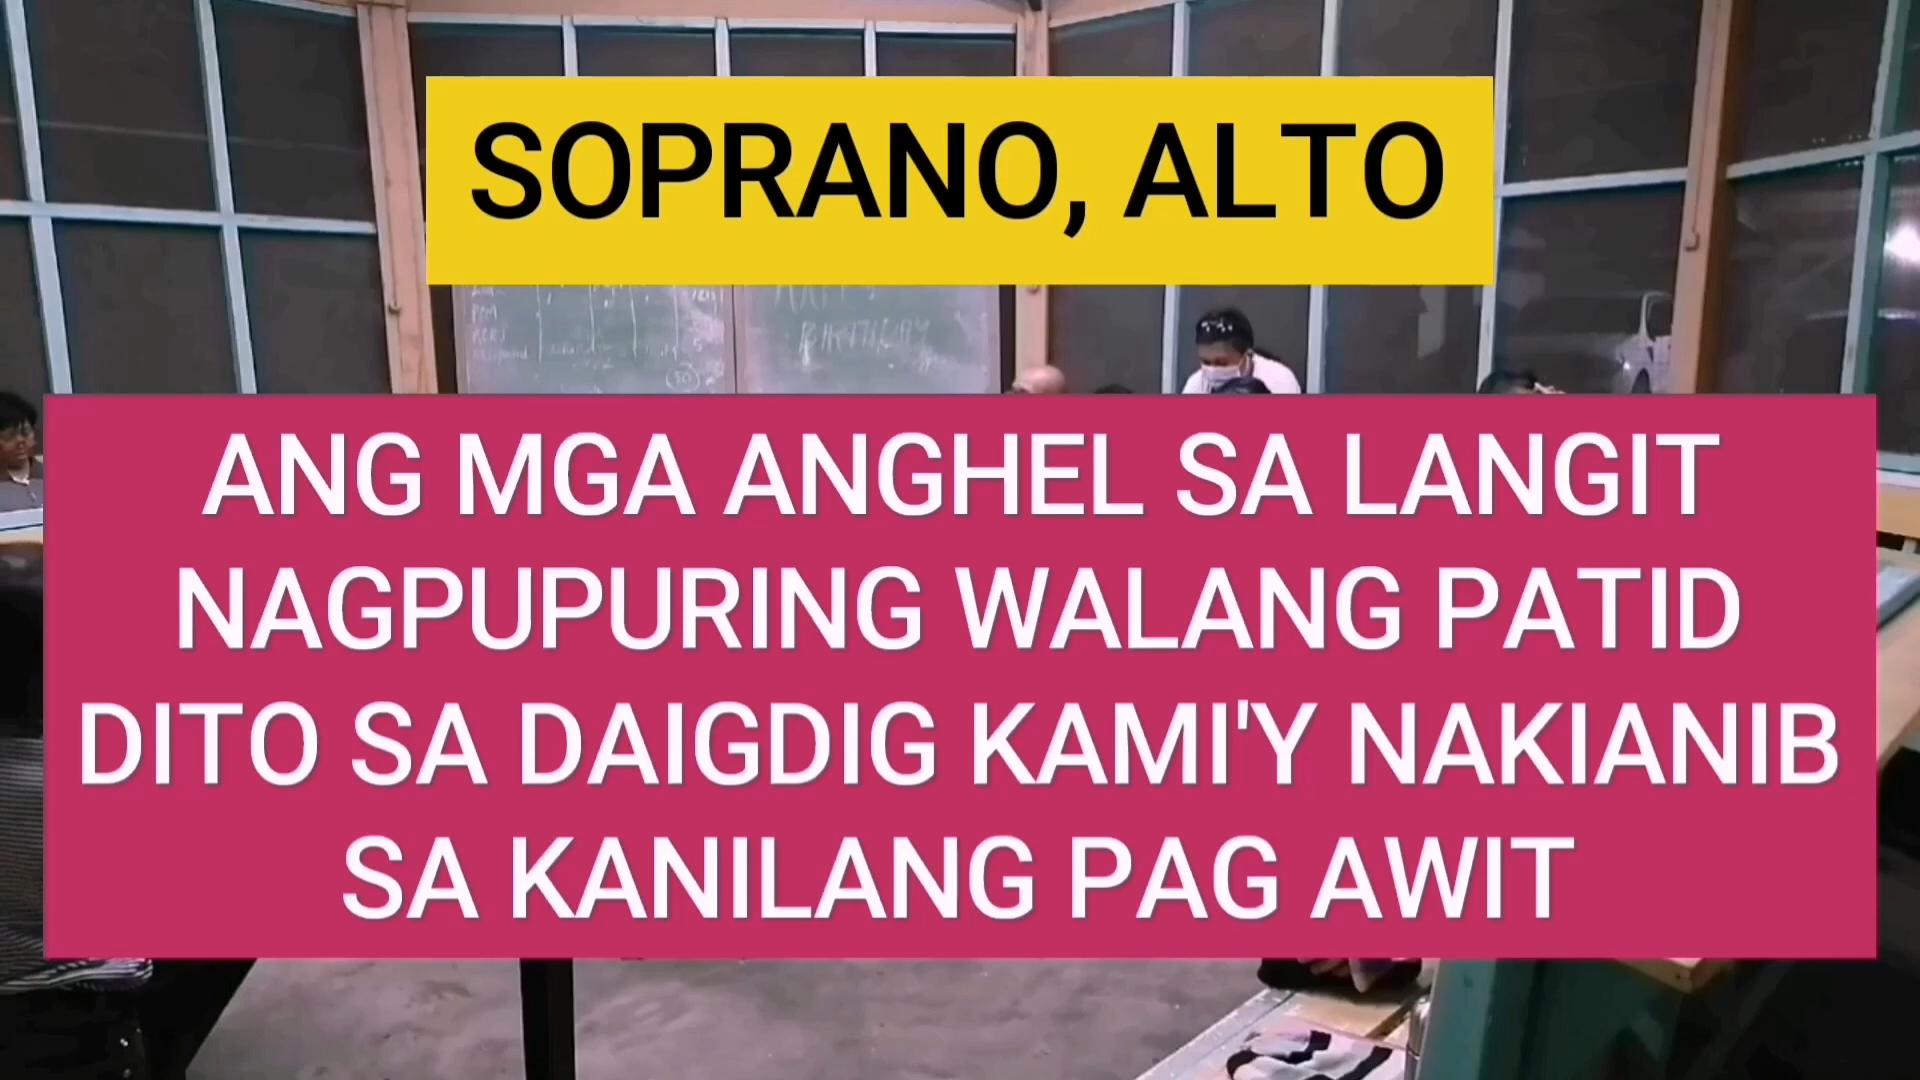 SOPRANO, ALTO
BIRTHDAY
ANG MGA ANGHEL SA LANGIT
NAGPUPURING WALANG PATID
DITO SA DAIGDIG KAMI'Y NAKIANIB
SA KANILANG PAG AWIT